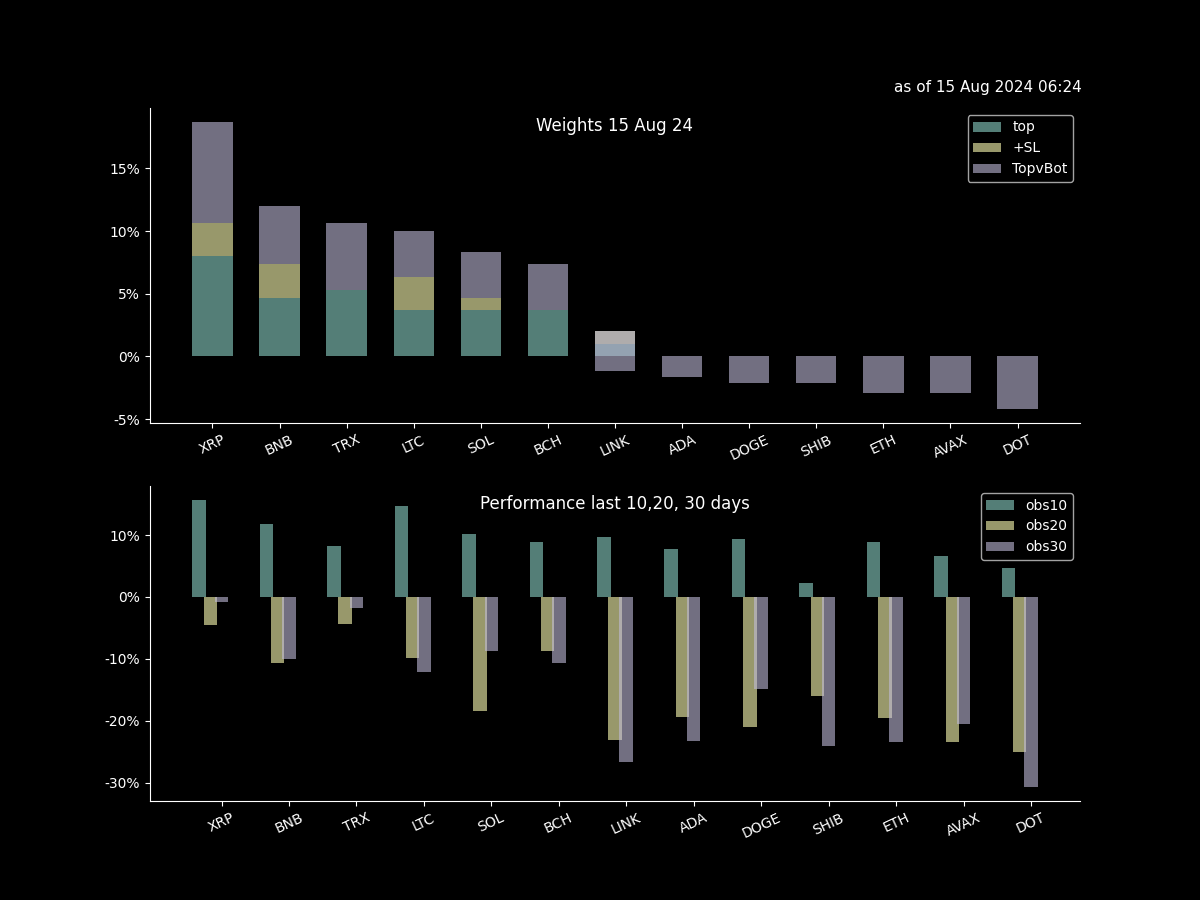 as of 15 Aug 2024 06:24
Weights 15 Aug 24
top
+SL
TopvBot
15%
10%
5%
0%
-5%
XRP BNB TRX LTC SOL BCH LINK ADA DOGE SHIB ETH AVAX DOT
Performance last 10,20, 30 days
obs10
obs20
obs30
10%
0%
-10%
-20%
-30%
XRP BNB TRX LTC SOL BCH LINK ADA DOGE SHIB ETH AVAX DOT